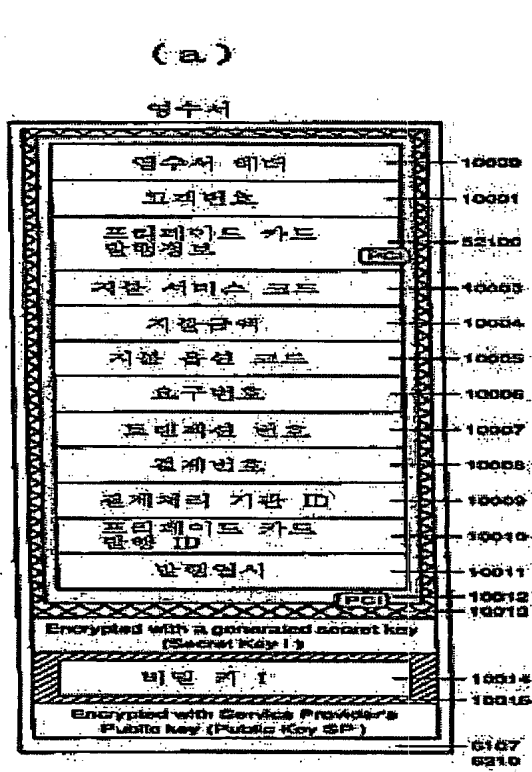 ( a )
영수서
영수서 헤더
10000
고객번호
10001
프리페이드 카드
발행정보
52100
PCI
지불 서비스 코드
10003
지불금액
10004
지불 옵션 코드
10005
요구번호
10006
트랜잭션 번호
10007
결제번호
10008
결제처리 기관 ID
10009
프리페이드 카드
발행 ID
10010
발행일시
10011
PCI
10012
10013
Encrypted with a generated secret key
(Secret Key I)
비밀 키 I
10014
10015
Encrypted with Service Provider's
Public key (Public Key SP)
6107
6210